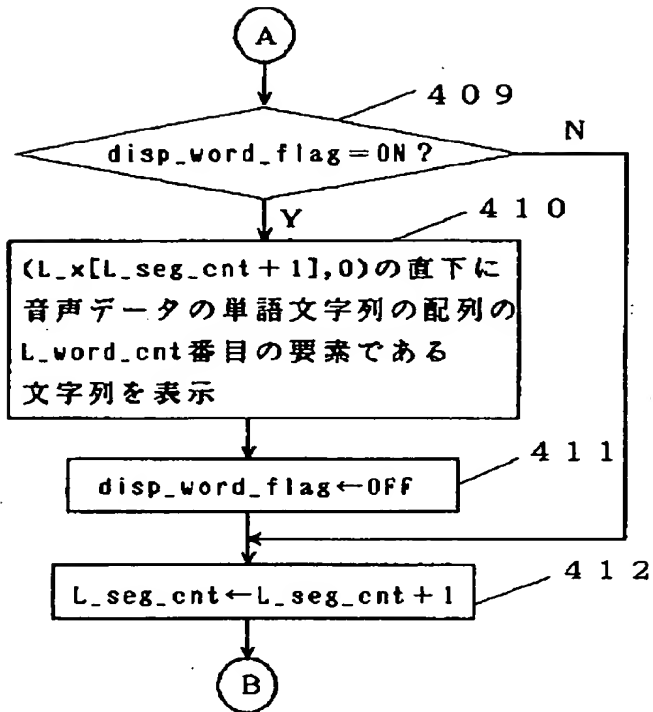 A
409
disp_word_flag=ON?
N
Y
410
(L_x[L_seg_cnt+1],0)の直下に
音声データの単語文字列の配列の
L_word_cnt番目の要素である
文字列を表示
411
disp_word_flag←OFF
412
L_seg_cnt←L_seg_cnt+1
B